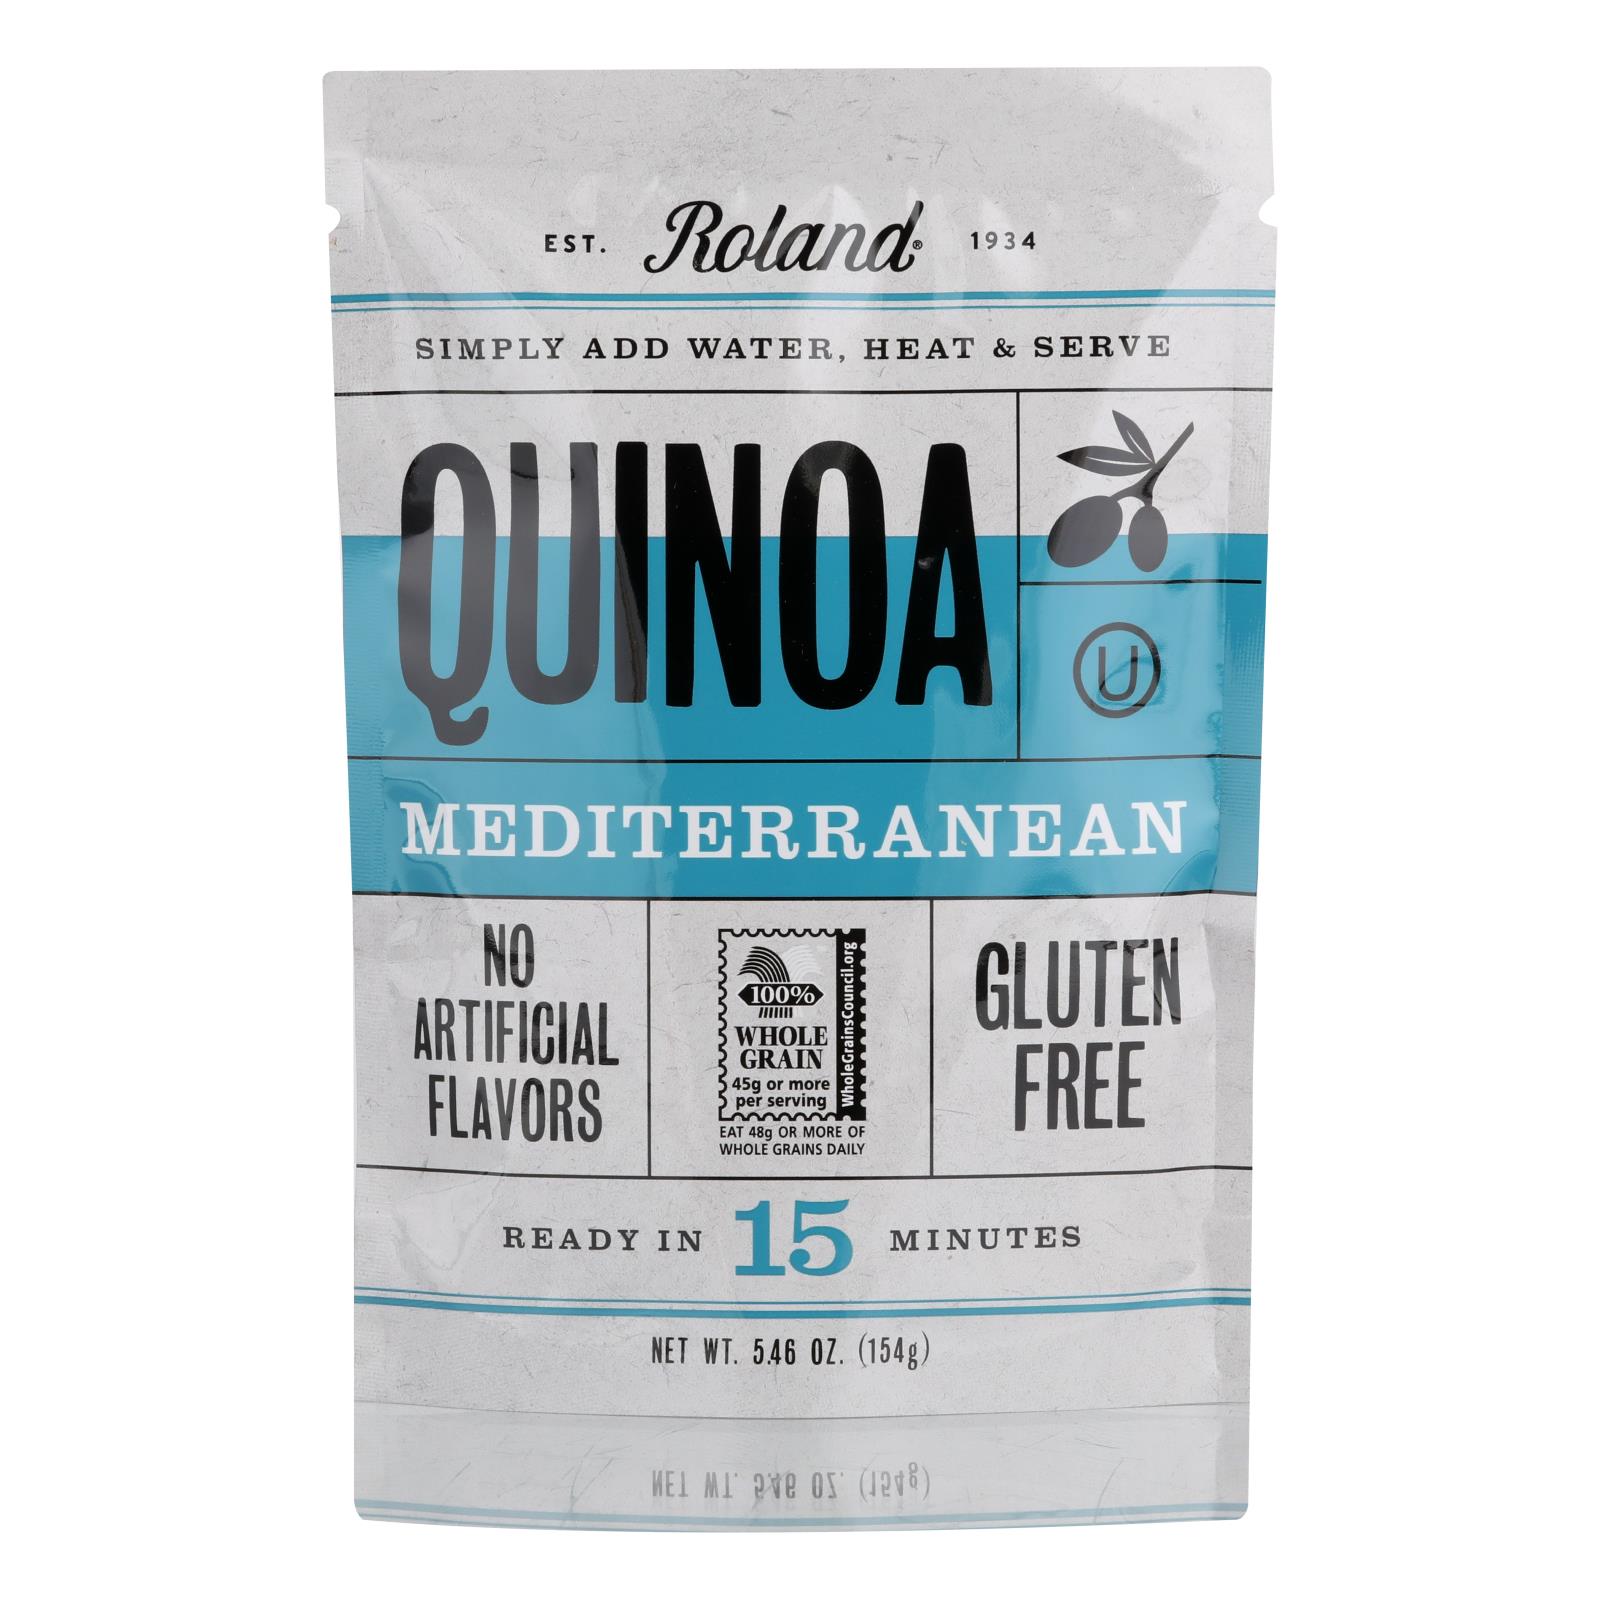 EST. Roland® 1934
SIMPLY ADD WATER, HEAT & SERVE
QUINOA
U
MEDITERRANEAN
NO
ARTIFICIAL
FLAVORS
100%
WHOLE
GRAIN
45g or more
per serving
WholeGrainsCouncil.org
EAT 48g OR MORE OF
WHOLE GRAINS DAILY
GLUTEN
FREE
READY IN 15 MINUTES
NET WT. 5.46 OZ. (154g)